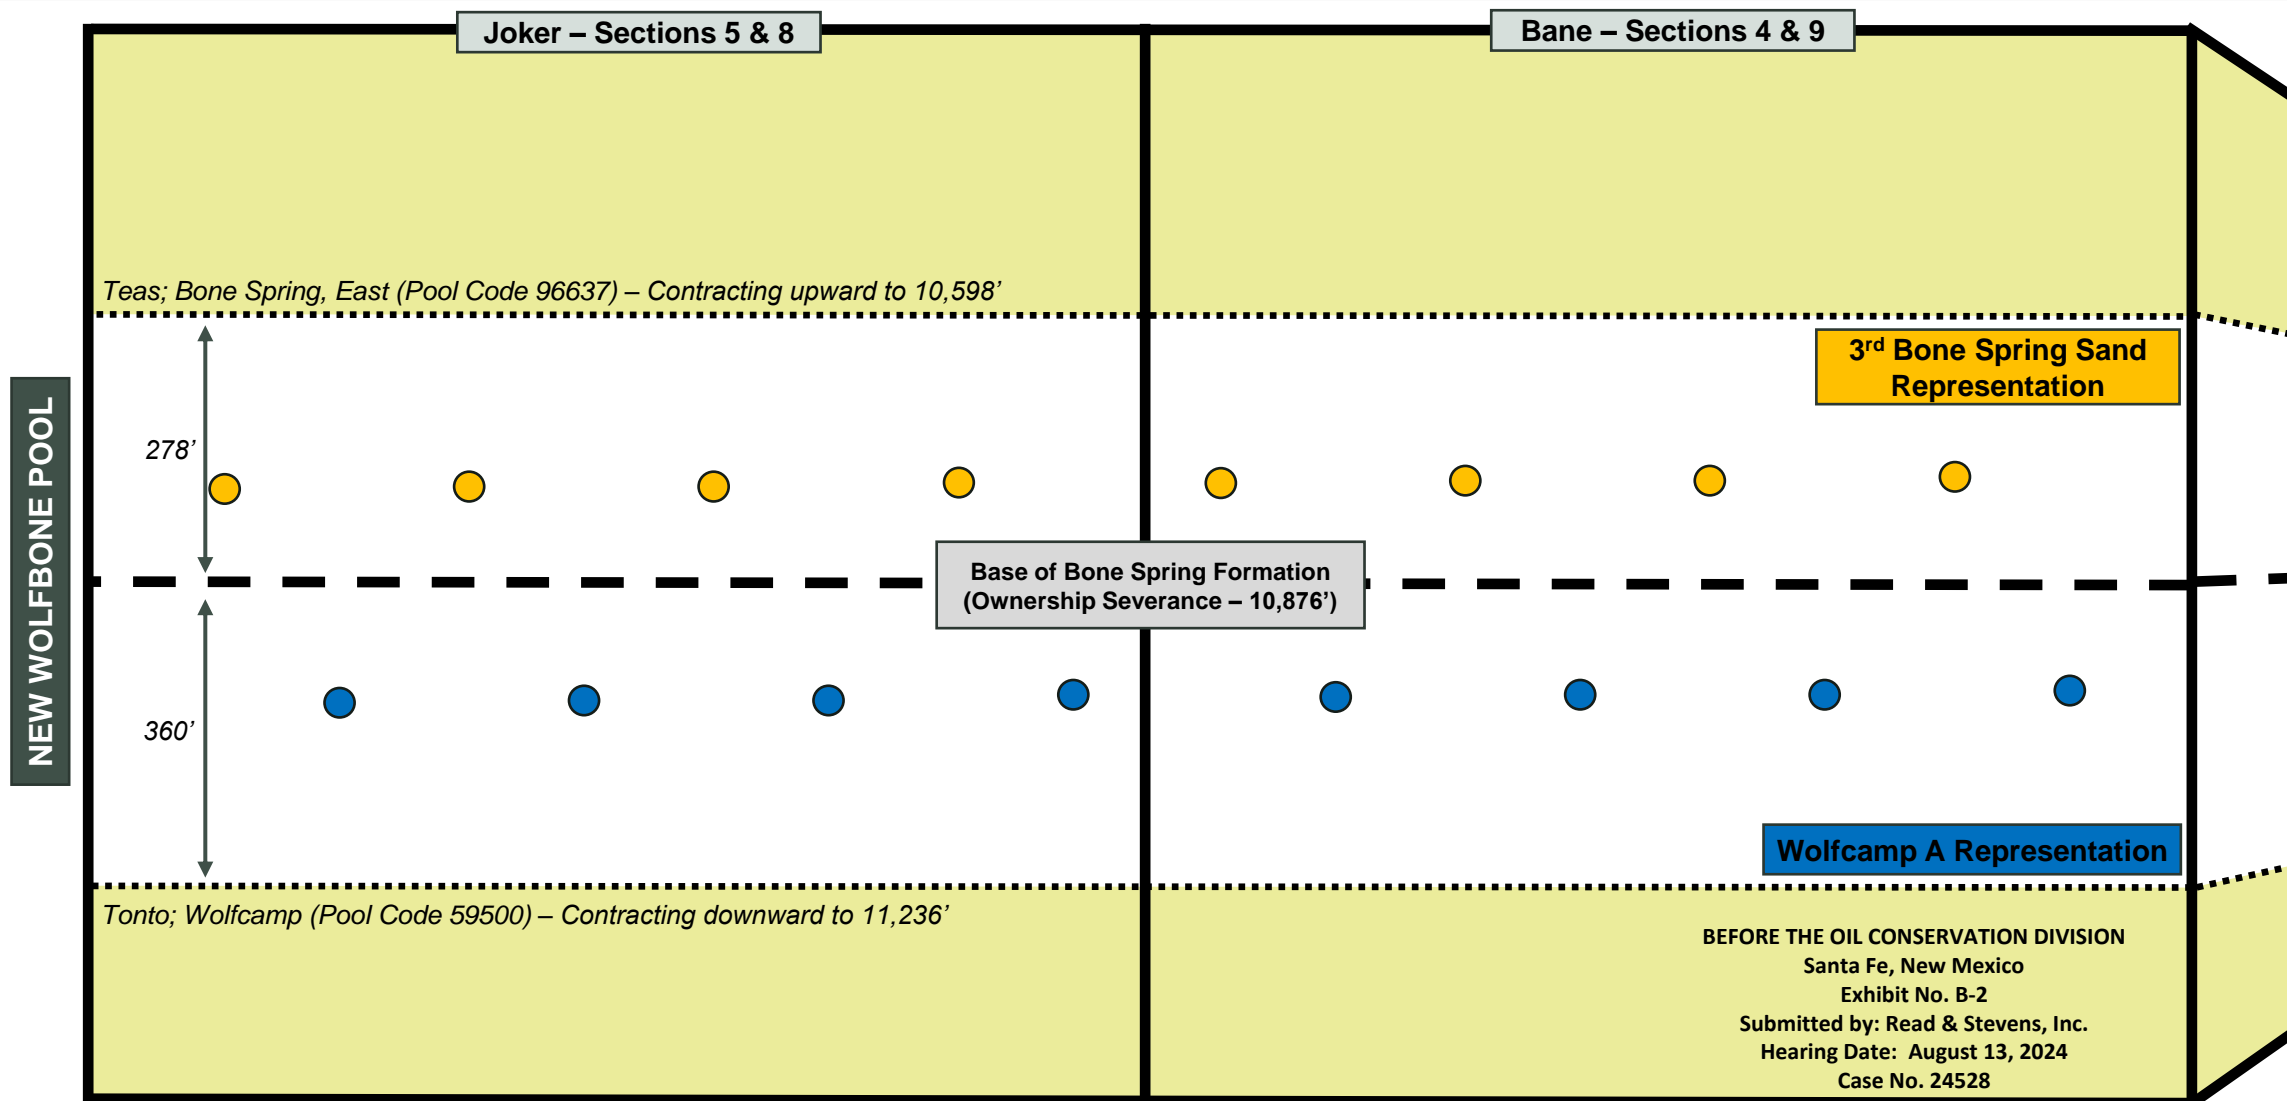 Joker – Sections 5 & 8
Bane – Sections 4 & 9
Teas; Bone Spring, East (Pool Code 96637) – Contracting upward to 10,598’
3rd Bone Spring Sand
Representation
NEW WOLFBONE POOL
278’
Base of Bone Spring Formation
(Ownership Severance – 10,876’)
360’
Wolfcamp A Representation
Tonto; Wolfcamp (Pool Code 59500) – Contracting downward to 11,236’
BEFORE THE OIL CONSERVATION DIVISION
Santa Fe, New Mexico
Exhibit No. B-2
Submitted by: Read & Stevens, Inc.
Hearing Date: August 13, 2024
Case No. 24528